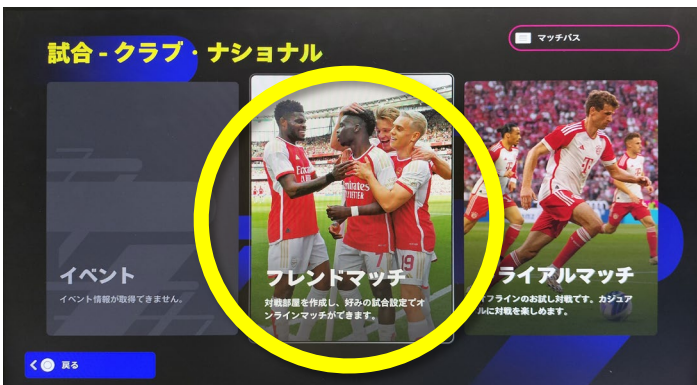 試合 - クラブ・ナショナル
マッチパス
イベント
イベント情報が取得できません。
フレンドマッチ
対戦部屋を作成し、好みの試合設定でオ
ンラインマッチができます。
ライアルマッチ
フラインのお試し対戦です。カジュア
ルに対戦を楽しめます。
Emirates
7
19
T
戻る